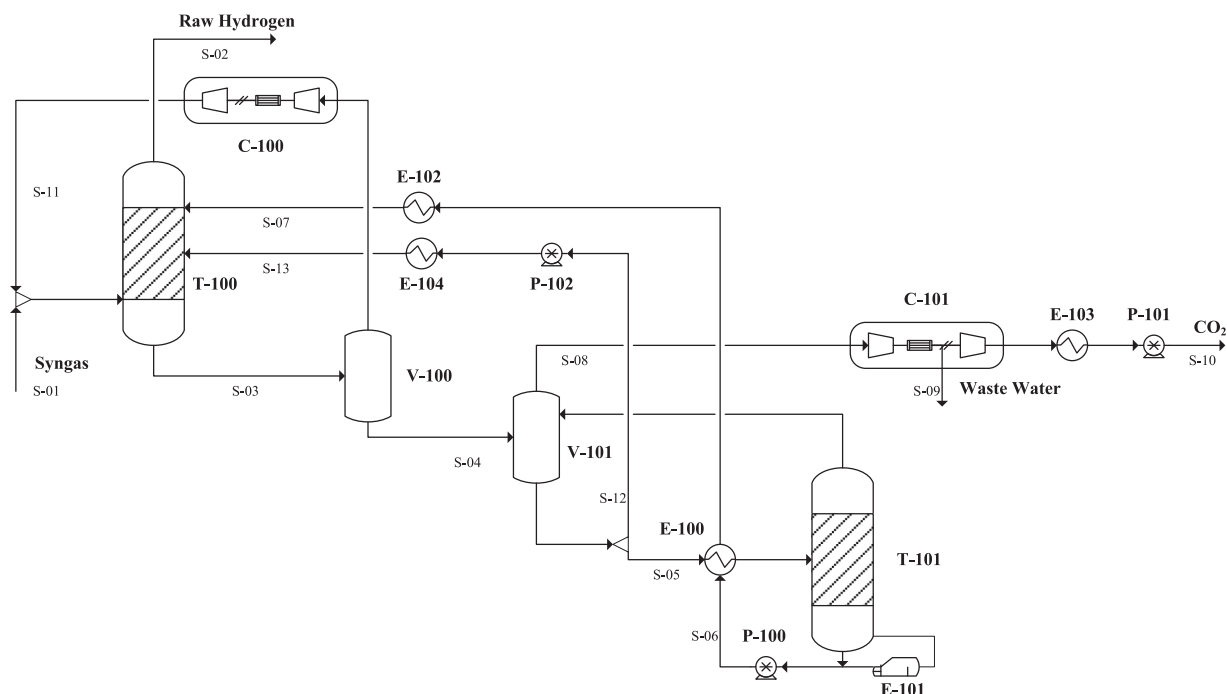 Raw Hydrogen
S-02
C-100
S-11
E-102
S-07
S-13
T-100
E-104
P-102
C-101
E-103
P-101
CO₂
S-10
S-08
Syngas
S-01
S-03
V-100
S-09
Waste Water
S-04
V-101
S-12
E-100
S-05
T-101
S-06
P-100
E-101